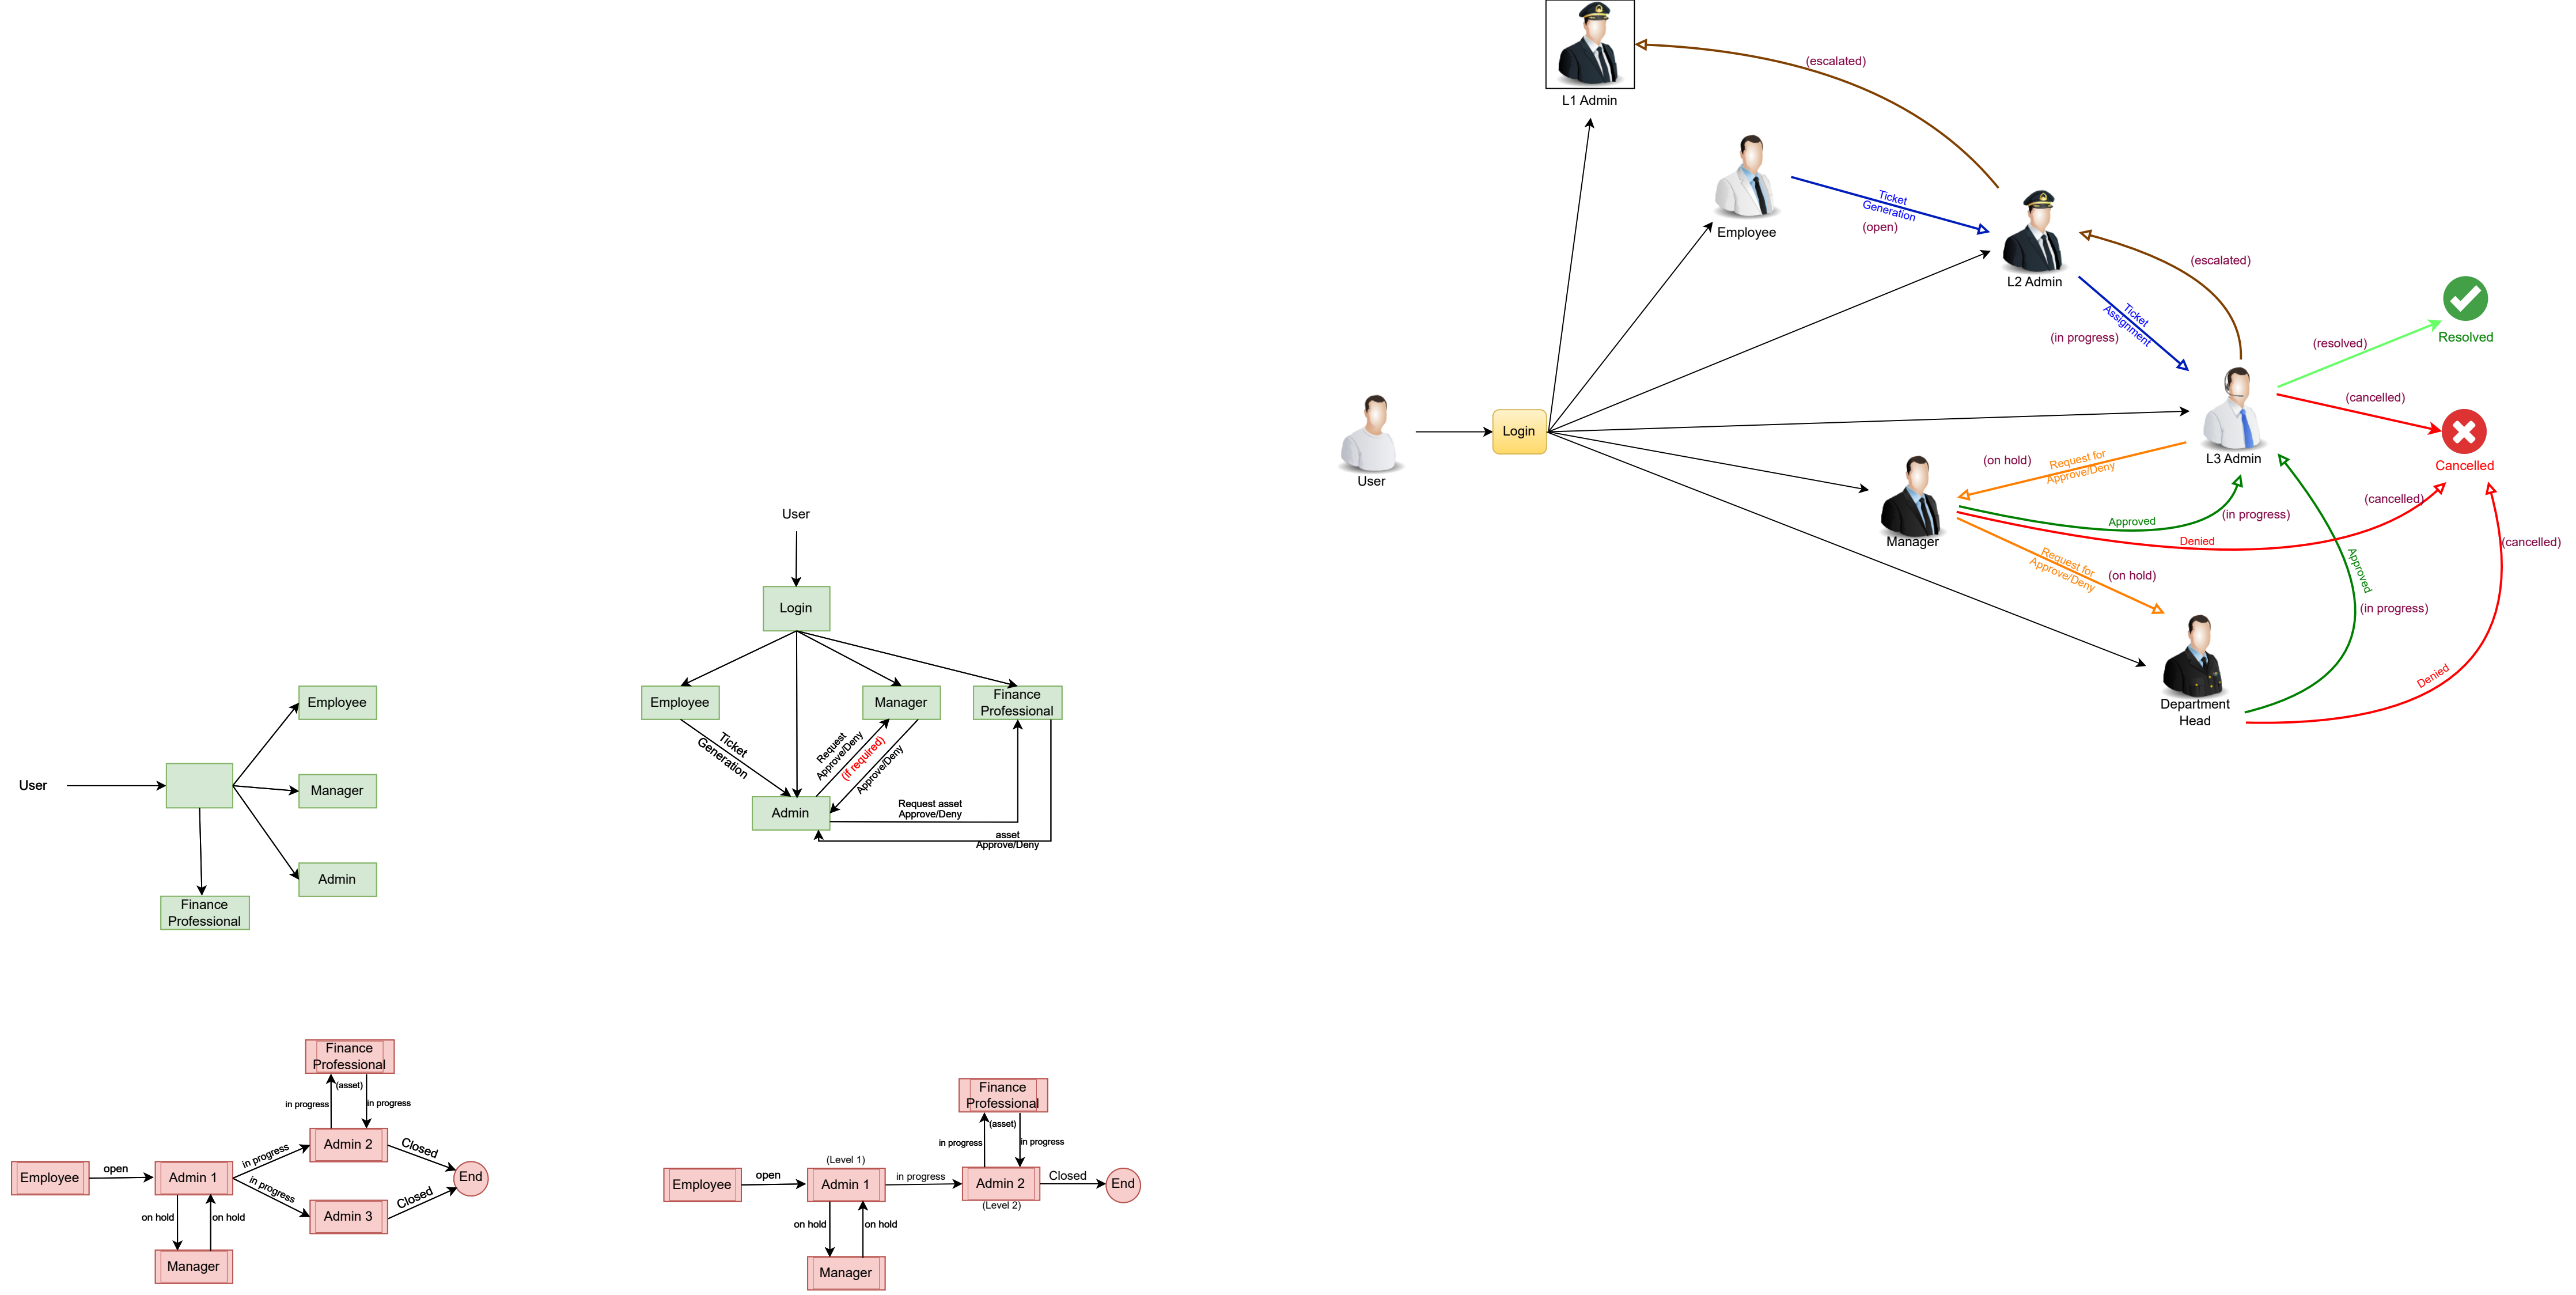 (escalated)
L1 Admin
Ticket
Generation
(open)
Employee
(escalated)
L2 Admin
Ticket
Assignment
(in progress)
(resolved)
Resolved
(cancelled)
Login
User
(on hold)
Request for
Approve/Deny
L3 Admin
Cancelled
(cancelled)
Approved
(in progress)
Denied
Manager
(cancelled)
Request for
Approve/Deny
(on hold)
Approved
(in progress)
Denied
Department
Head
User
Login
Employee
Manager
Finance
Professional
Ticket
Generation
Request
Approve/Deny
(if required)
Approve/Deny
Admin
Request asset
Approve/Deny
asset
Approve/Deny
User
Employee
Manager
Admin
Finance
Professional
Finance
Professional
(asset)
in progress
in progress
Admin 2
Closed
Employee
open
Admin 1
in progress
in progress
End
Closed
Admin 3
on hold
on hold
Manager
Finance
Professional
(asset)
in progress
in progress
(Level 1)
Employee
open
Admin 1
in progress
Admin 2
Closed
End
(Level 2)
on hold
on hold
Manager